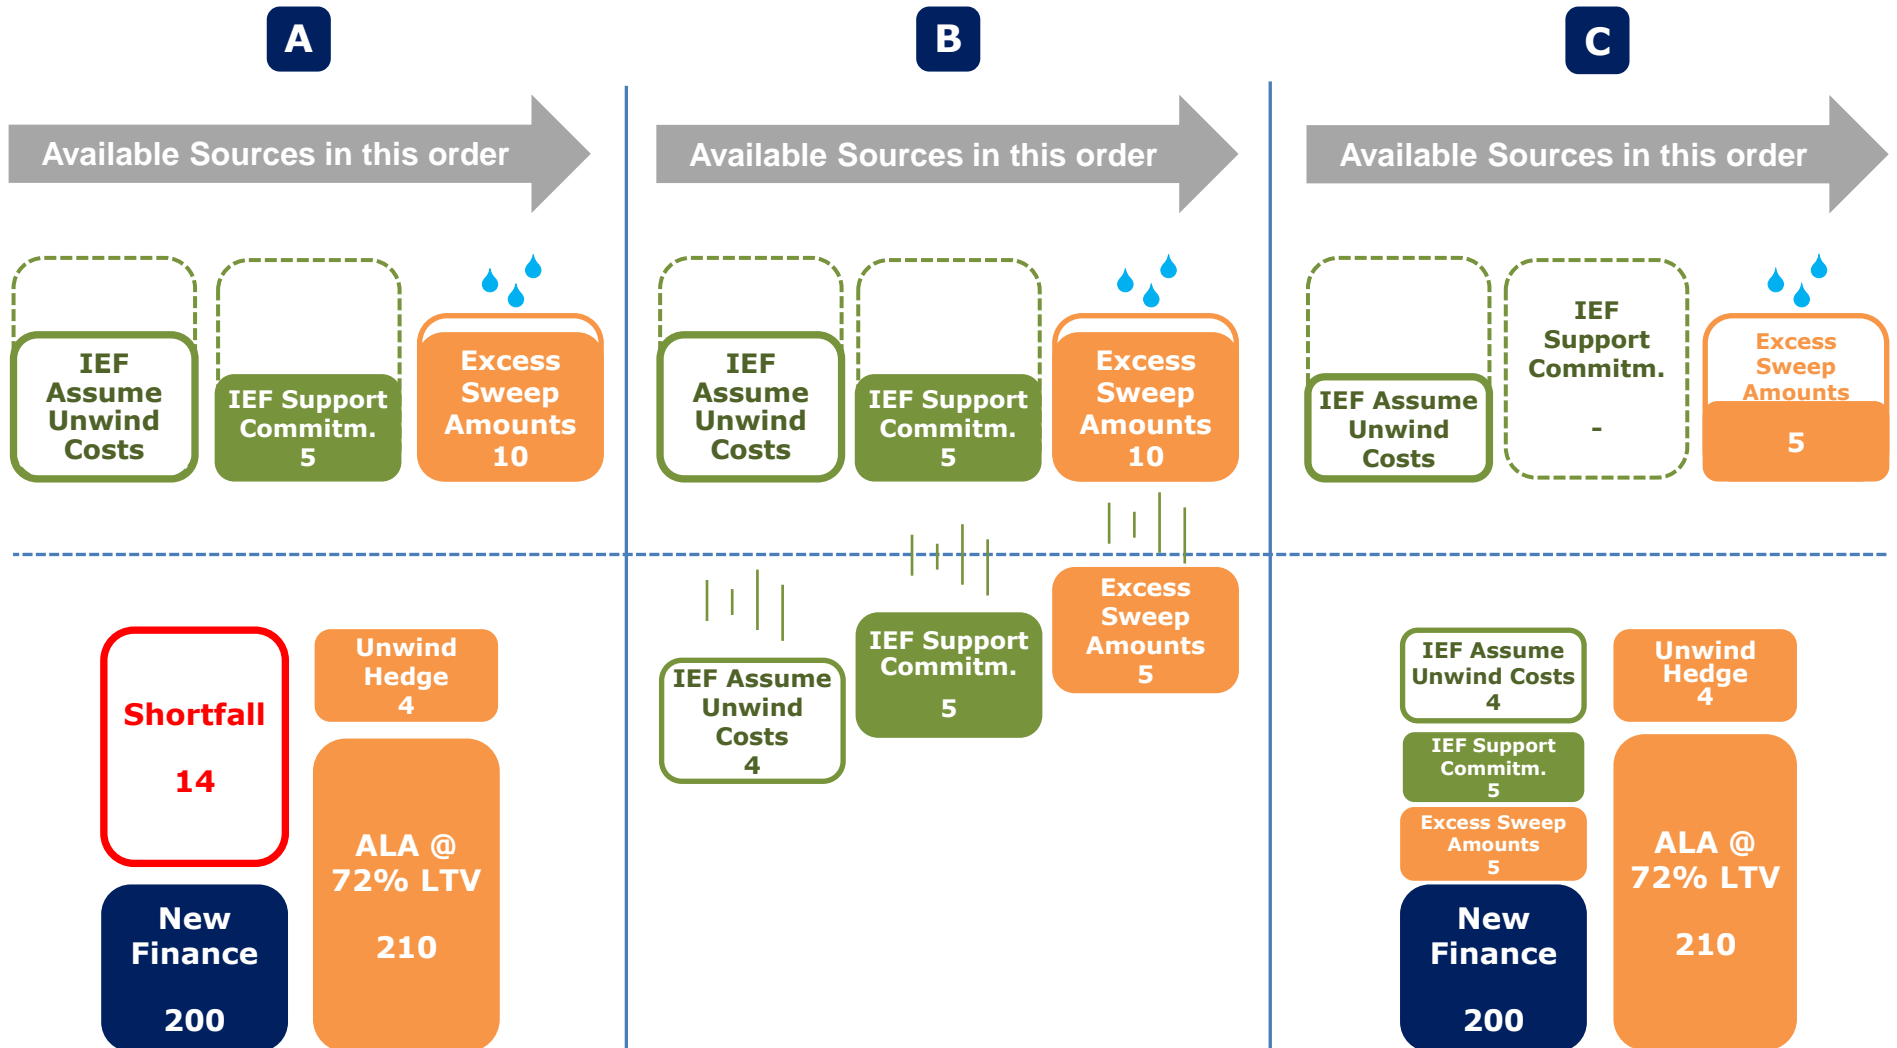 A
Available Sources in this order
IEF
Assume
Unwind
Costs
IEF Support
Commitm.
5
Excess
Sweep
Amounts
10
Shortfall
14
Unwind
Hedge
4
New
Finance
200
ALA @
72% LTV
210
B
Available Sources in this order
IEF
Assume
Unwind
Costs
IEF Support
Commitm.
5
Excess
Sweep
Amounts
10
IEF Assume
Unwind
Costs
4
IEF Support
Commitm.
5
Excess
Sweep
Amounts
5
C
Available Sources in this order
IEF Assume
Unwind
Costs
IEF
Support
Commitm.
-
Excess
Sweep
Amounts
5
IEF Assume
Unwind Costs
4
IEF Support
Commitm.
5
Excess Sweep
Amounts
5
New
Finance
200
Unwind
Hedge
4
ALA @
72% LTV
210